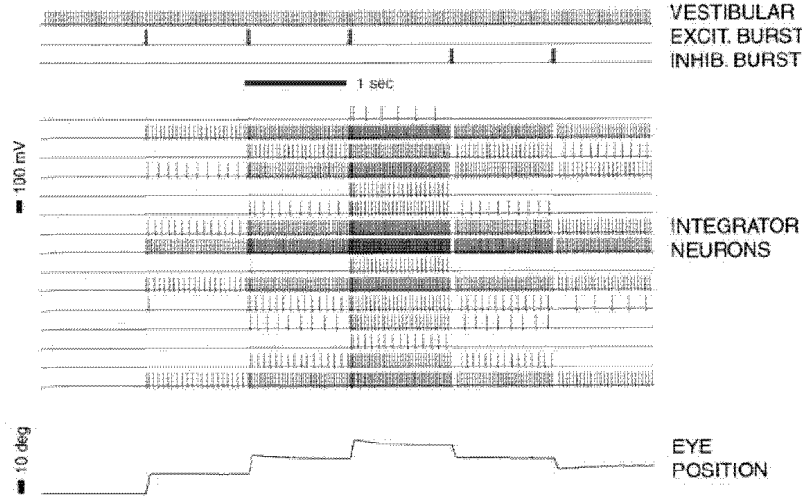 VESTIBULAR
EXCIT. BURST
INHIB. BURST
1 sec
100 mV
INTEGRATOR
NEURONS
10 deg
EYE
POSITION